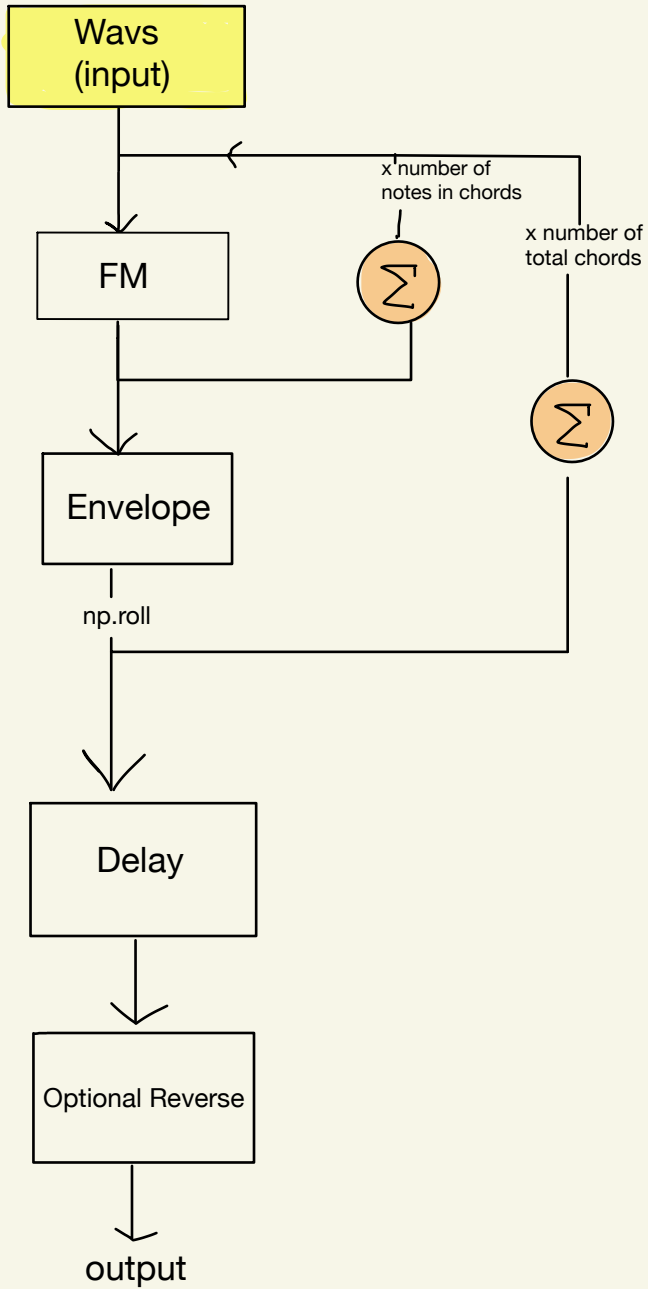 Wavs
(input)
x number of
notes in chords
x number of
total chords
FM
Σ
Σ
Envelope
np.roll
Delay
Optional Reverse
output